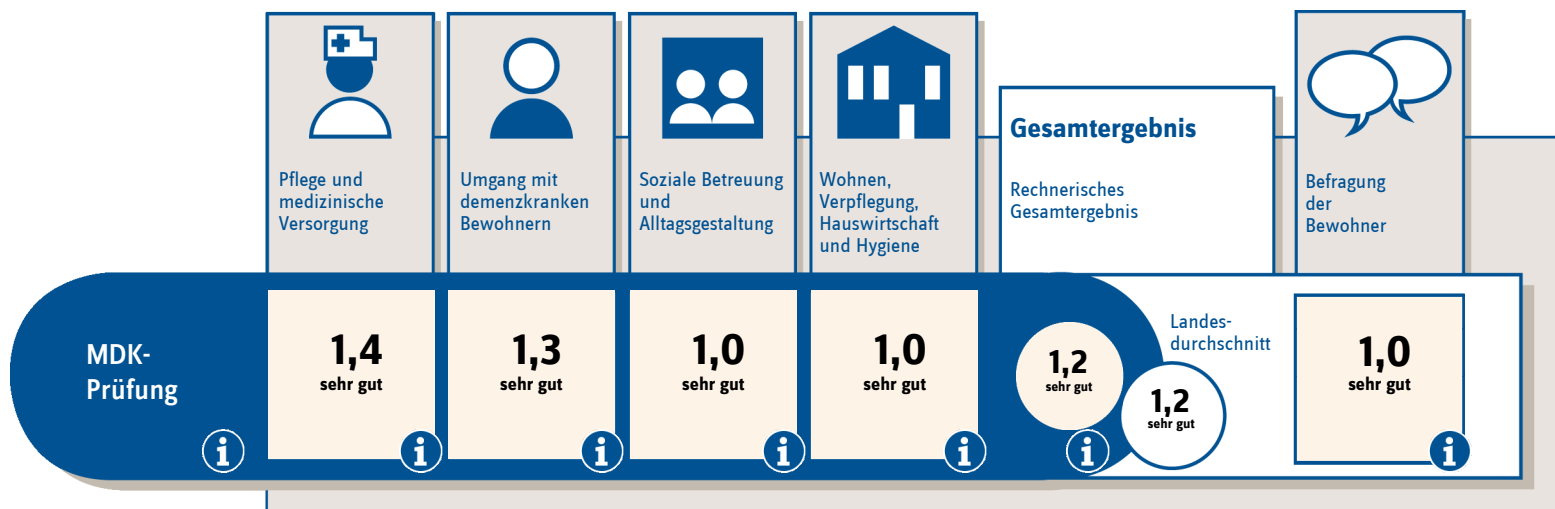 Pflege und
medizinische
Versorgung
Umgang mit
demenzkranken
Bewohnern
Soziale Betreuung
und
Alltagsgestaltung
Wohnen,
Verpflegung,
Hauswirtschaft
und Hygiene
Gesamtergebnis
Rechnerisches
Gesamtergebnis
Befragung
der
Bewohner
MDK-
Prüfung
i
1,4
sehr gut
i
1,3
sehr gut
i
1,0
sehr gut
i
1,0
sehr gut
i
1,2
sehr gut
i
Landes-
durchschnitt
1,2
sehr gut
1,0
sehr gut
i